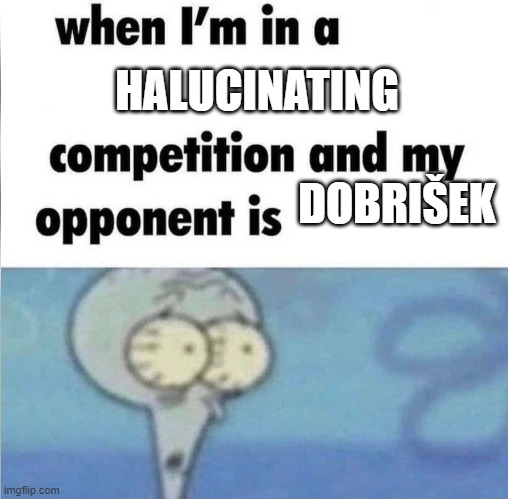 when I'm in a
HALUCINATING
competition and my
opponent is DOBRIŠEK
imgflip.com